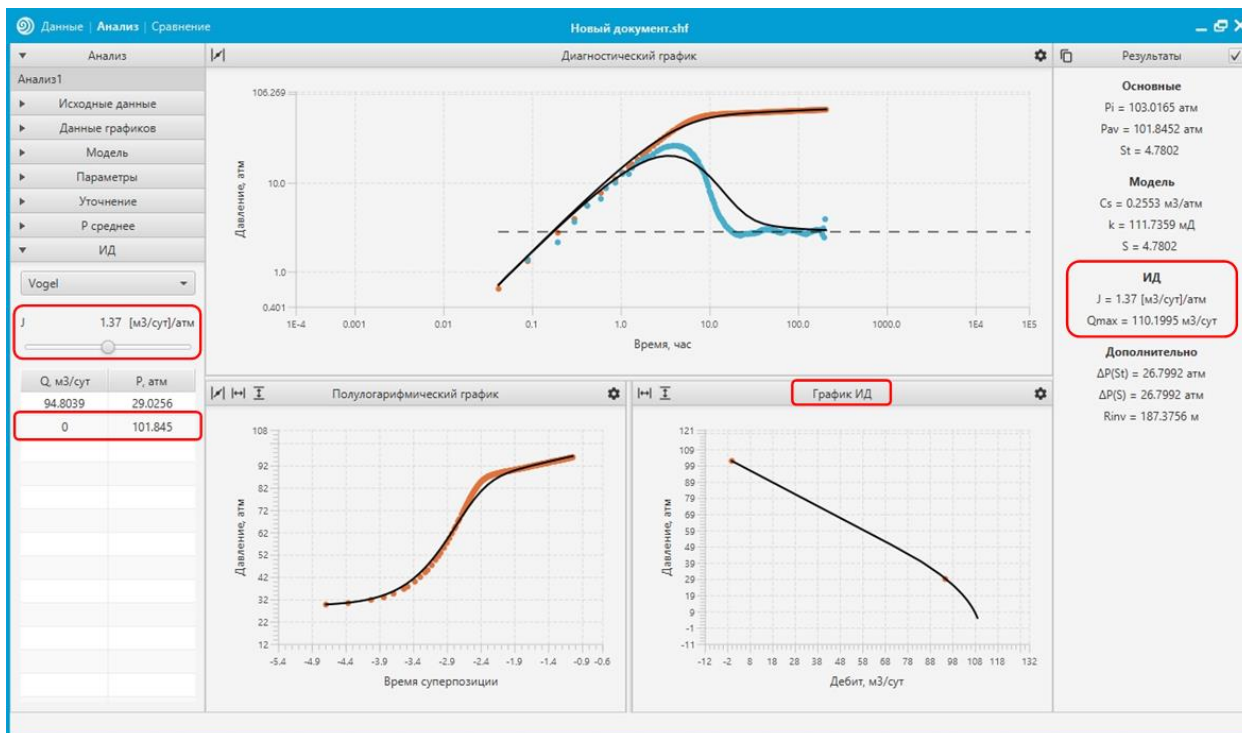 Данные | Анализ | Сравнение
Новый документ.shf
Анализ
Анализ1
Исходные данные
Данные графиков
Модель
Параметры
Уточнение
P среднее
ИД
Vogel
J 1.37 [м3/сут]/атм
Q, м3/сут P, атм
94.8039 29.0256
0 101.845
Диагностический график
106.269
10.0
1.0
0.401
Давление, атм
1E-4 0.001 0.01 0.1 1.0 10.0 100.0 1000.0 1E4 1E5
Время, час
Полулогарифмический график
108
92
82
72
62
52
42
32
22
12
Давление, атм
-5.4 -4.9 -4.4 -3.9 -3.4 -2.9 -2.4 -1.9 -1.4 -0.9 -0.6
Время суперпозиции
График ИД
121
109
99
89
79
69
59
49
39
29
19
9
-1
-11
Давление, атм
-12 -2 8 18 28 38 48 58 68 78 88 98 108 118 132
Дебит, м3/сут
Результаты
Основные
Pi = 103.0165 атм
Pav = 101.8452 атм
St = 4.7802
Модель
Cs = 0.2553 м3/атм
k = 111.7359 мД
S = 4.7802
ИД
J = 1.37 [м3/сут]/атм
Qmax = 110.1995 м3/сут
Дополнительно
ΔP(St) = 26.7992 атм
ΔP(S) = 26.7992 атм
Rinv = 187.3756 м